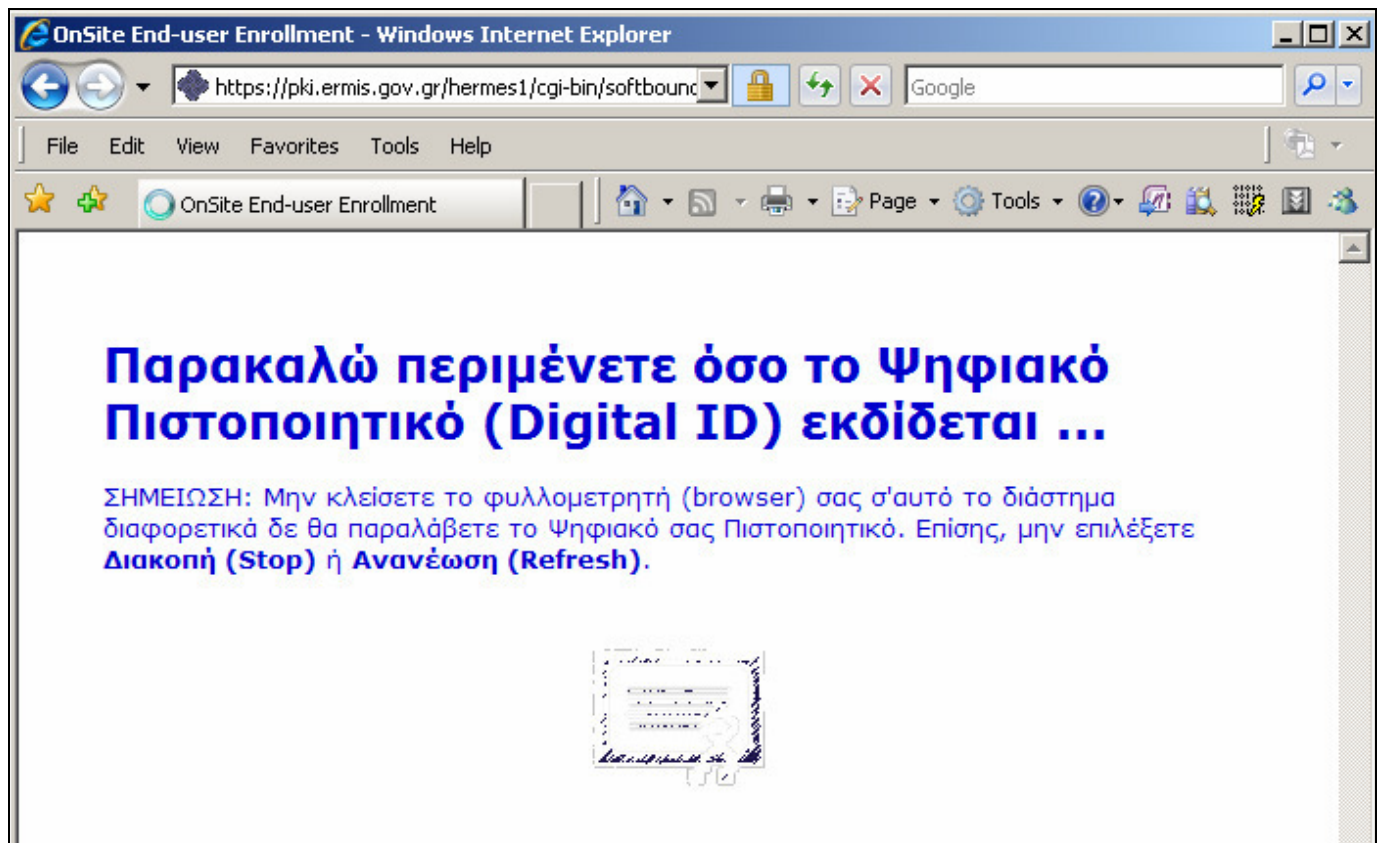 OnSite End-user Enrollment - Windows Internet Explorer
https://pki.ermis.gov.gr/hermes1/cgi-bin/softbound
Google
File Edit View Favorites Tools Help
OnSite End-user Enrollment
Page Tools
Παρακαλώ περιμένετε όσο το Ψηφιακό
Πιστοποιητικό (Digital ID) εκδίδεται ...
ΣΗΜΕΙΩΣΗ: Μην κλείσετε το φυλλομετρητή (browser) σας σ'αυτό το διάστημα
διαφορετικά δε θα παραλάβετε το Ψηφιακό σας Πιστοποιητικό. Επίσης, μην επιλέξετε
Διακοπή (Stop) ή Ανανέωση (Refresh).